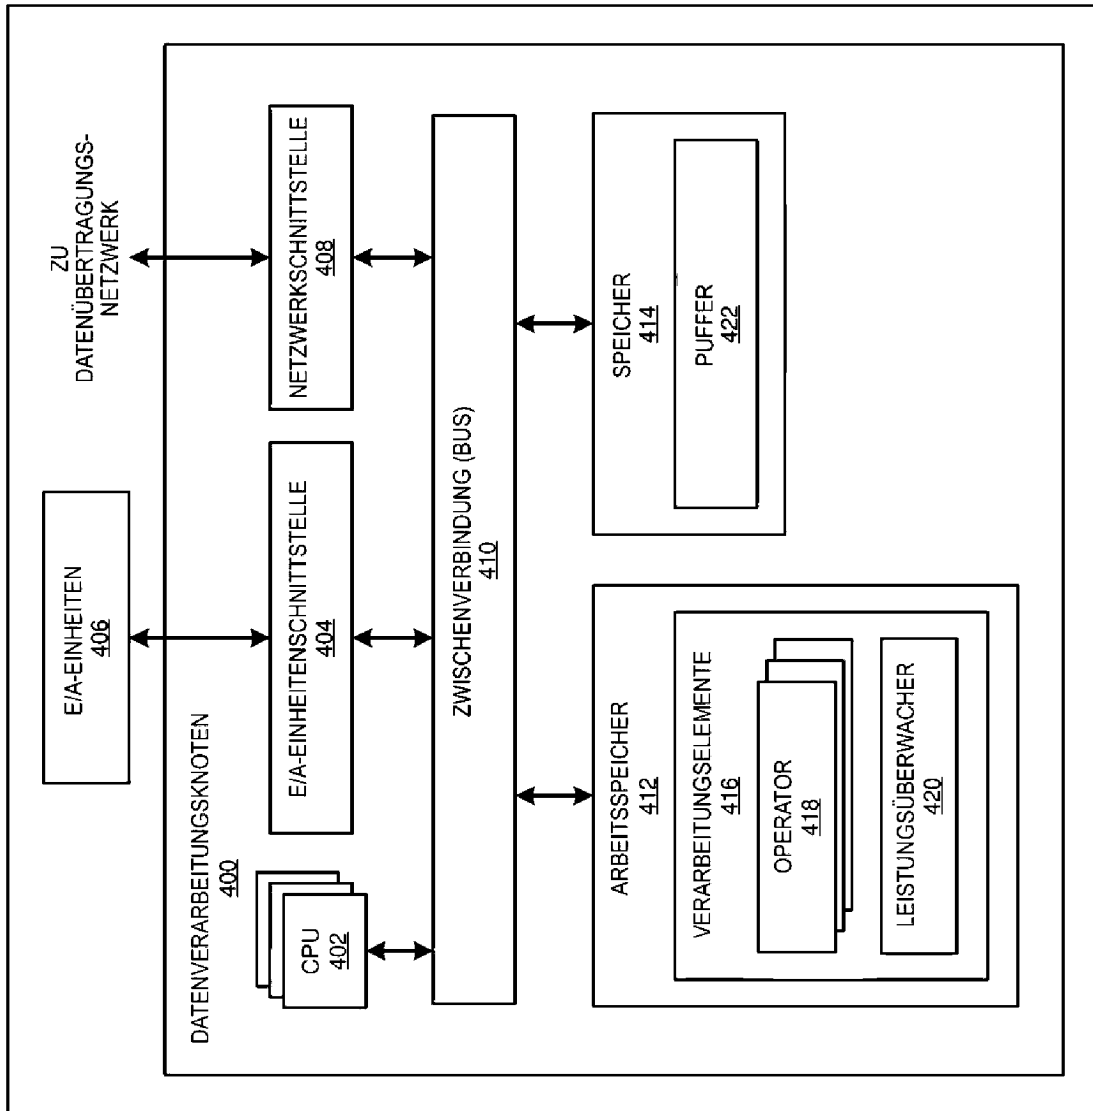 E/A-EINHEITEN
406
ZU
DATENÜBERTRAGUNGS-
NETZWERK
DATENVERARBEITUNGSKNOTEN
400
CPU
402
E/A-EINHEITENSCHNITTSTELLE
404
NETZWERKSCHNITTSTELLE
408
ZWISCHENVERBINDUNG (BUS)
410
ARBEITSSPEICHER
412
VERARBEITUNGSELEMENTE
416
OPERATOR
418
LEISTUNGSÜBERWACHER
420
SPEICHER
414
PUFFER
422